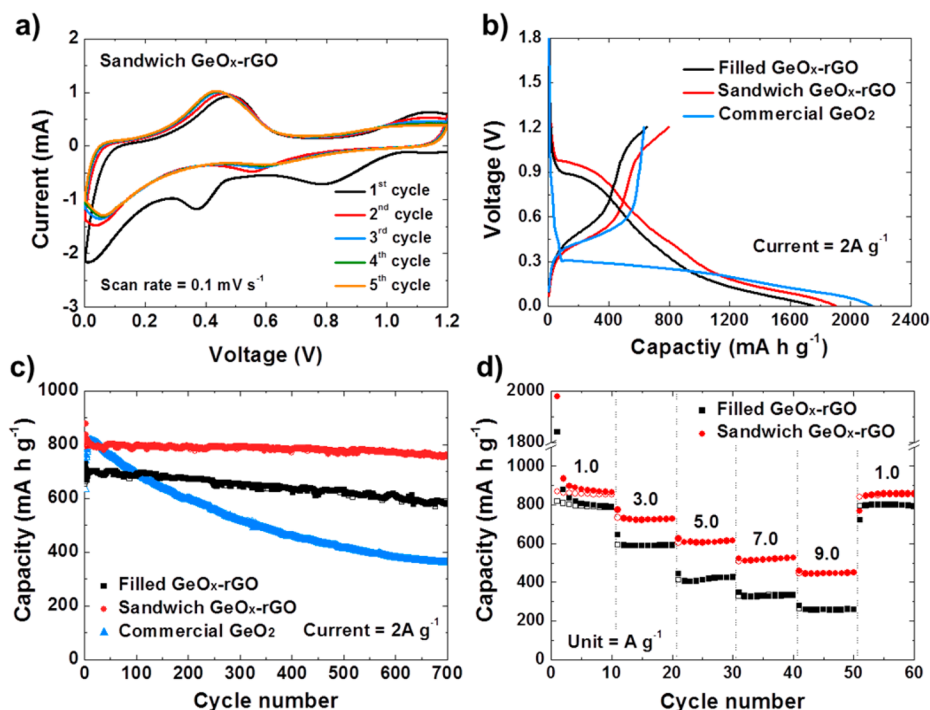 a)
Sandwich GeOx-rGO
Current (mA)
2
1
0
-1
-2
-3
1st cycle
2nd cycle
3rd cycle
4th cycle
5th cycle
Scan rate = 0.1 mV s-1
0.0 0.2 0.4 0.6 0.8 1.0 1.2
Voltage (V)
b)
Voltage (V)
1.8
1.5
1.2
0.9
0.6
0.3
0.0
Filled GeOx-rGO
Sandwich GeOx-rGO
Commercial GeO2
Current = 2A g-1
0 400 800 1200 1600 2000 2400
Capactiy (mA h g-1)
c)
Capacity (mA h g-1)
1000
800
600
400
200
0
Filled GeOx-rGO
Sandwich GeOx-rGO
Commercial GeO2
Current = 2A g-1
0 100 200 300 400 500 600 700
Cycle number
d)
Capacity (mA h g-1)
2000
1800
1000
800
600
400
200
0
Filled GeOx-rGO
Sandwich GeOx-rGO
1.0
3.0
5.0
7.0
9.0
1.0
Unit = A g-1
0 10 20 30 40 50 60
Cycle number